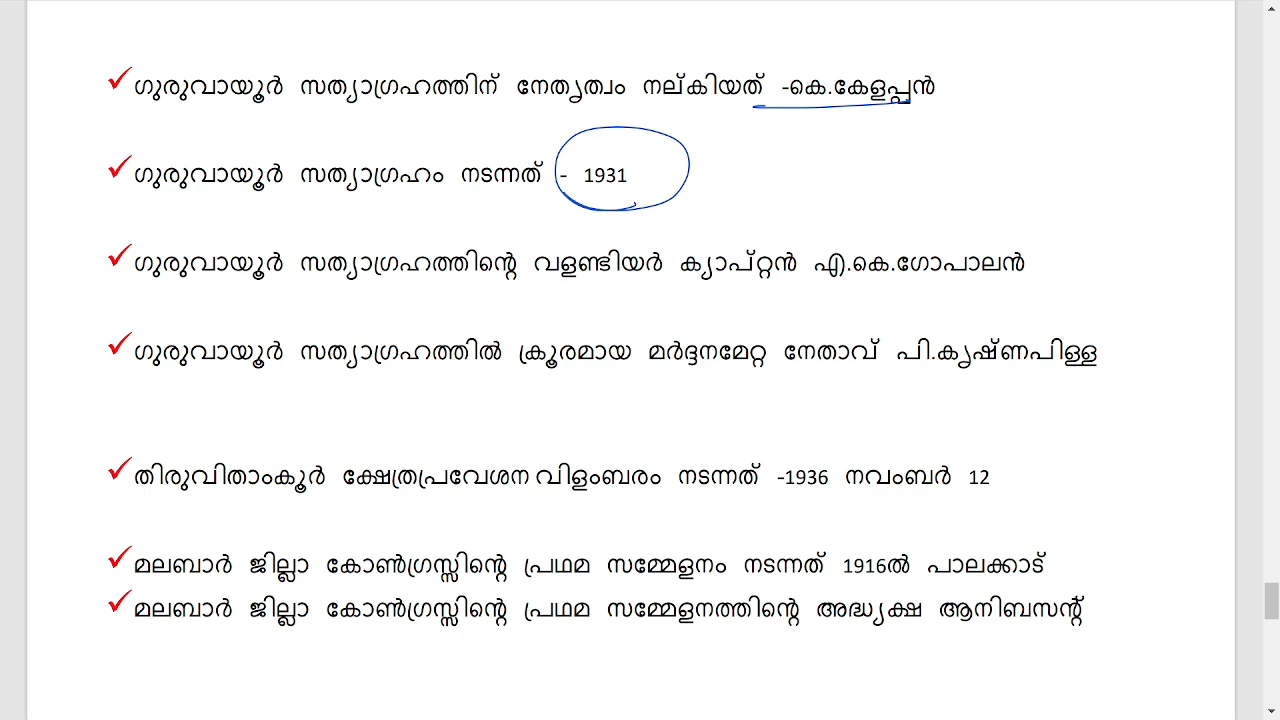 ഗുരുവായൂർ സത്യാഗ്രഹത്തിന് നേതൃത്വം നല്കിയത് -കെ.കേളപ്പൻ
ഗുരുവായൂർ സത്യാഗ്രഹം നടന്നത് - 1931
ഗുരുവായൂർ സത്യാഗ്രഹത്തിന്റെ വളണ്ടിയർ ക്യാപ്റ്റൻ എ.കെ.ഗോപാലൻ
ഗുരുവായൂർ സത്യാഗ്രഹത്തിൽ ക്രൂരമായ മർദ്ദനമേറ്റ നേതാവ് പി.കൃഷ്ണപിള്ള
തിരുവിതാംകൂർ ക്ഷേത്രപ്രവേശന വിളംബരം നടന്നത് -1936 നവംബർ 12
മലബാർ ജില്ലാ കോൺഗ്രസ്സിന്റെ പ്രഥമ സമ്മേളനം നടന്നത് 1916ൽ പാലക്കാട്
മലബാർ ജില്ലാ കോൺഗ്രസ്സിന്റെ പ്രഥമ സമ്മേളനത്തിന്റെ അദ്ധ്യക്ഷ ആനിബസന്റ്